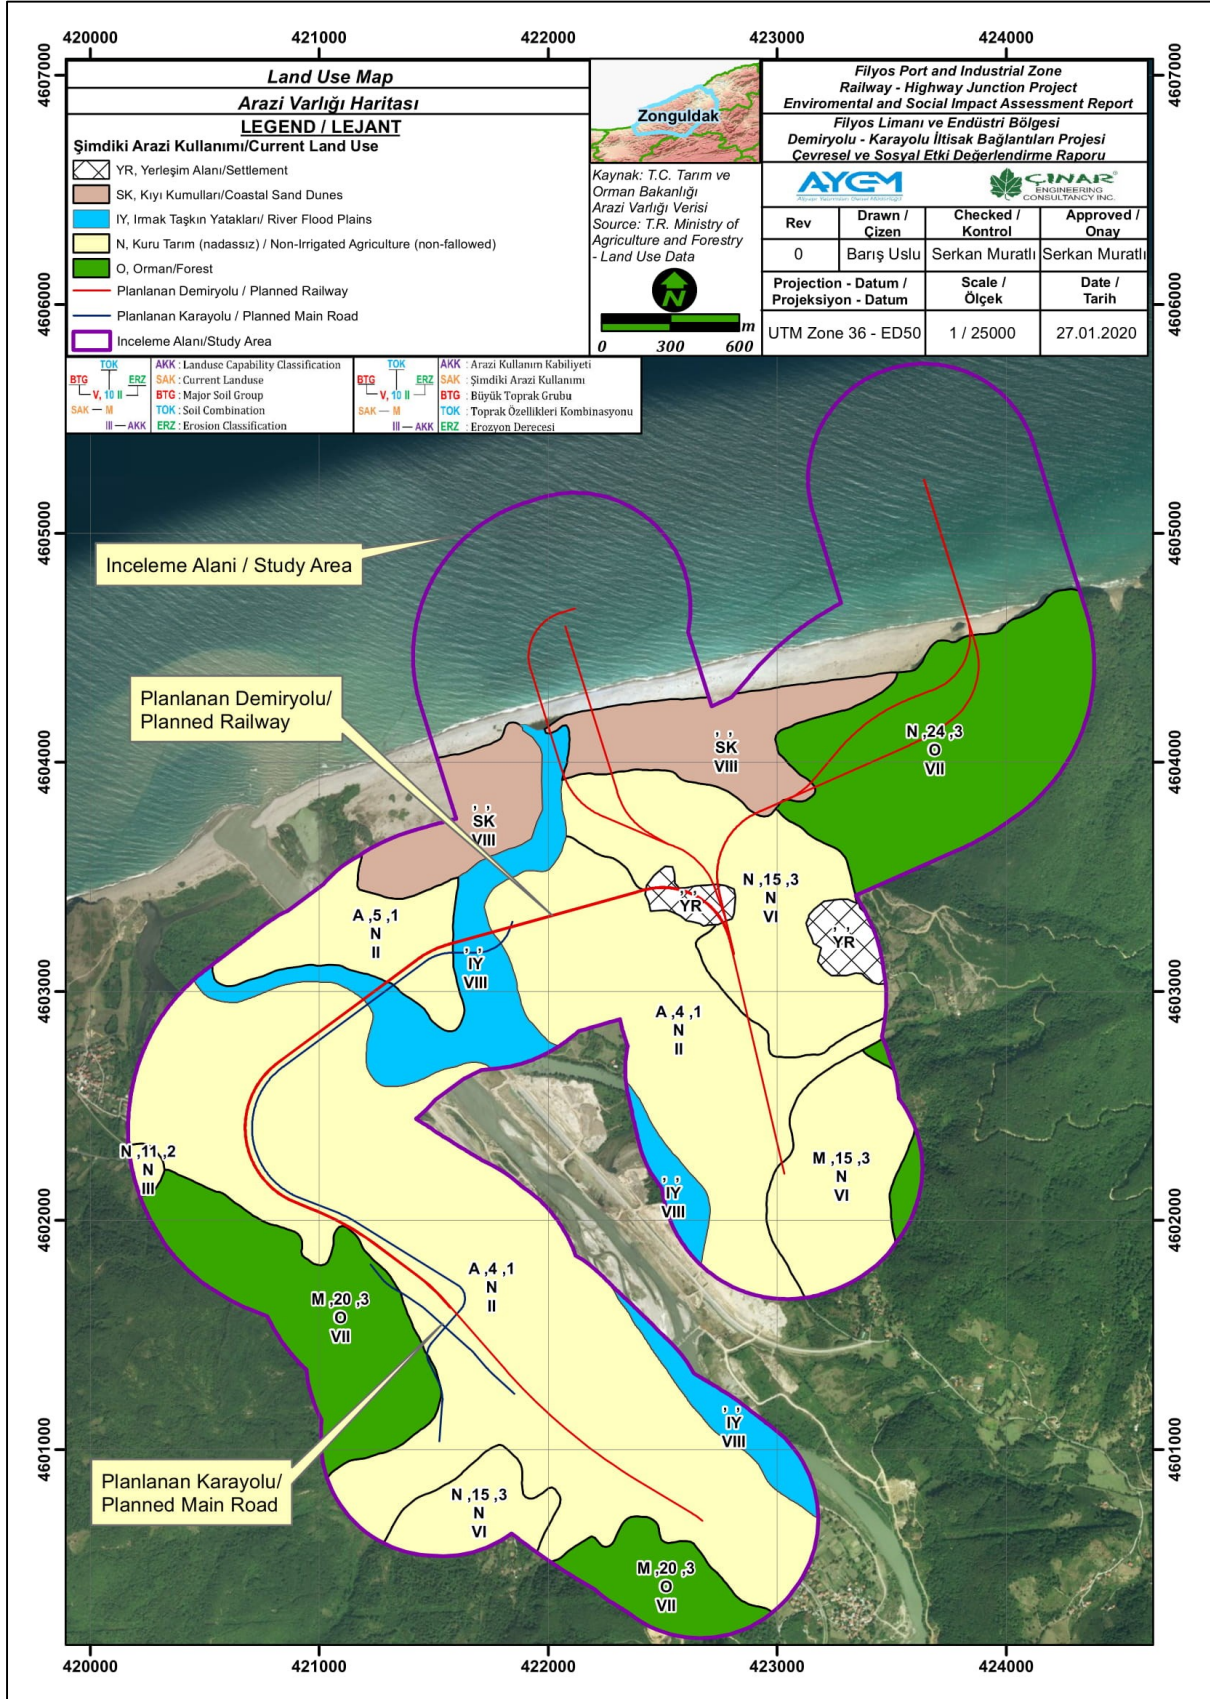 420000 421000 422000 423000 424000
4607000
4606000
4605000
4604000
4603000
4602000
4601000
Land Use Map
Arazi Varlığı Haritası
LEGEND / LEJANT
Şimdiki Arazi Kullanımı/Current Land Use
YR, Yerleşim Alanı/Settlement
SK, Kıyı Kumulları/Coastal Sand Dunes
IY, Irmak Taşkın Yatakları/ River Flood Plains
N, Kuru Tarım (nadassız) / Non-Irrigated Agriculture (non-fallowed)
O, Orman/Forest
Planlanan Demiryolu / Planned Railway
Planlanan Karayolu / Planned Main Road
Inceleme Alanı/Study Area
Zonguldak
Kaynak: T.C. Tarım ve
Orman Bakanlığı
Arazi Varlığı Verisi
Source: T.R. Ministry of
Agriculture and Forestry
- Land Use Data
N
m
0 300 600
Filyos Port and Industrial Zone
Railway - Highway Junction Project
Enviromental and Social Impact Assessment Report
Filyos Limanı ve Endüstri Bölgesi
Demiryolu - Karayolu İltisak Bağlantıları Projesi
Çevresel ve Sosyal Etki Değerlendirme Raporu
AYGM
ÇINAR
ENGINEERING
CONSULTANCY INC.
Rev
Drawn /
Çizen
Checked /
Kontrol
Approved /
Onay
0
Barış Uslu
Serkan Muratlı
Serkan Muratlı
Projection - Datum /
Projeksiyon - Datum
Scale /
Ölçek
Date /
Tarih
UTM Zone 36 - ED50
1 / 25000
27.01.2020
TOK
BTG ERZ
V, 10 II
SAK — M
III — AKK
AKK : Landuse Capability Classification
SAK : Current Landuse
BTG : Major Soil Group
TOK : Soil Combination
ERZ : Erosion Classification
TOK
BTG ERZ
V, 10 II
SAK — M
III — AKK
AKK : Arazi Kullanım Kabiliyeti
SAK : Şimdiki Arazi Kullanımı
BTG : Büyük Toprak Grubu
TOK : Toprak Özellikleri Kombinasyonu
ERZ : Erozyon Derecesi
Inceleme Alani / Study Area
Planlanan Demiryolu/
Planned Railway
N ,24 ,3
O
VII
, ,
SK
VIII
, ,
SK
VIII
N ,15 ,3
N
VI
, ,
YR
, ,
YR
A ,5 ,1
N
II
, ,
IY
VIII
A ,4 ,1
N
II
N ,11 ,2
N
III
M ,15 ,3
N
VI
, ,
IY
VIII
A ,4 ,1
N
II
M ,20 ,3
O
VII
, ,
IY
VIII
Planlanan Karayolu/
Planned Main Road
N ,15 ,3
N
VI
M ,20 ,3
O
VII
4607000
4606000
4605000
4604000
4603000
4602000
4601000
420000 421000 422000 423000 424000